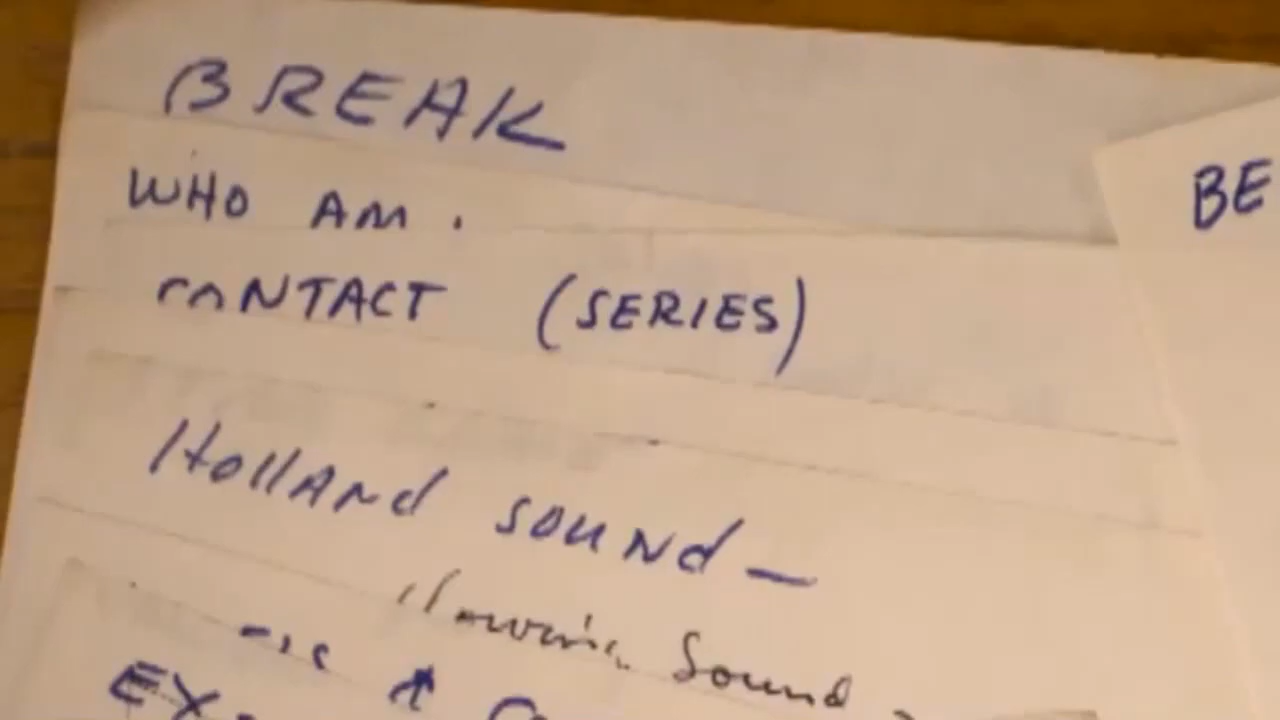 BREAK
WHO AM.
CONTACT (SERIES)
BE
Holland sound —
Sound